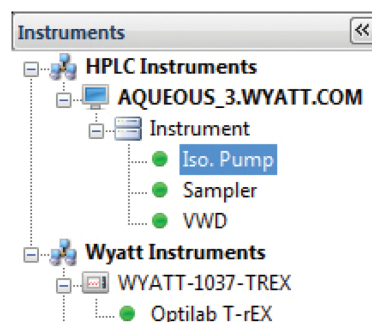 Instruments
HPLC Instruments
AQUEOUS_3.WYATT.COM
Instrument
Iso. Pump
Sampler
VWD
Wyatt Instruments
WYATT-1037-TREX
Optilab T-rEX